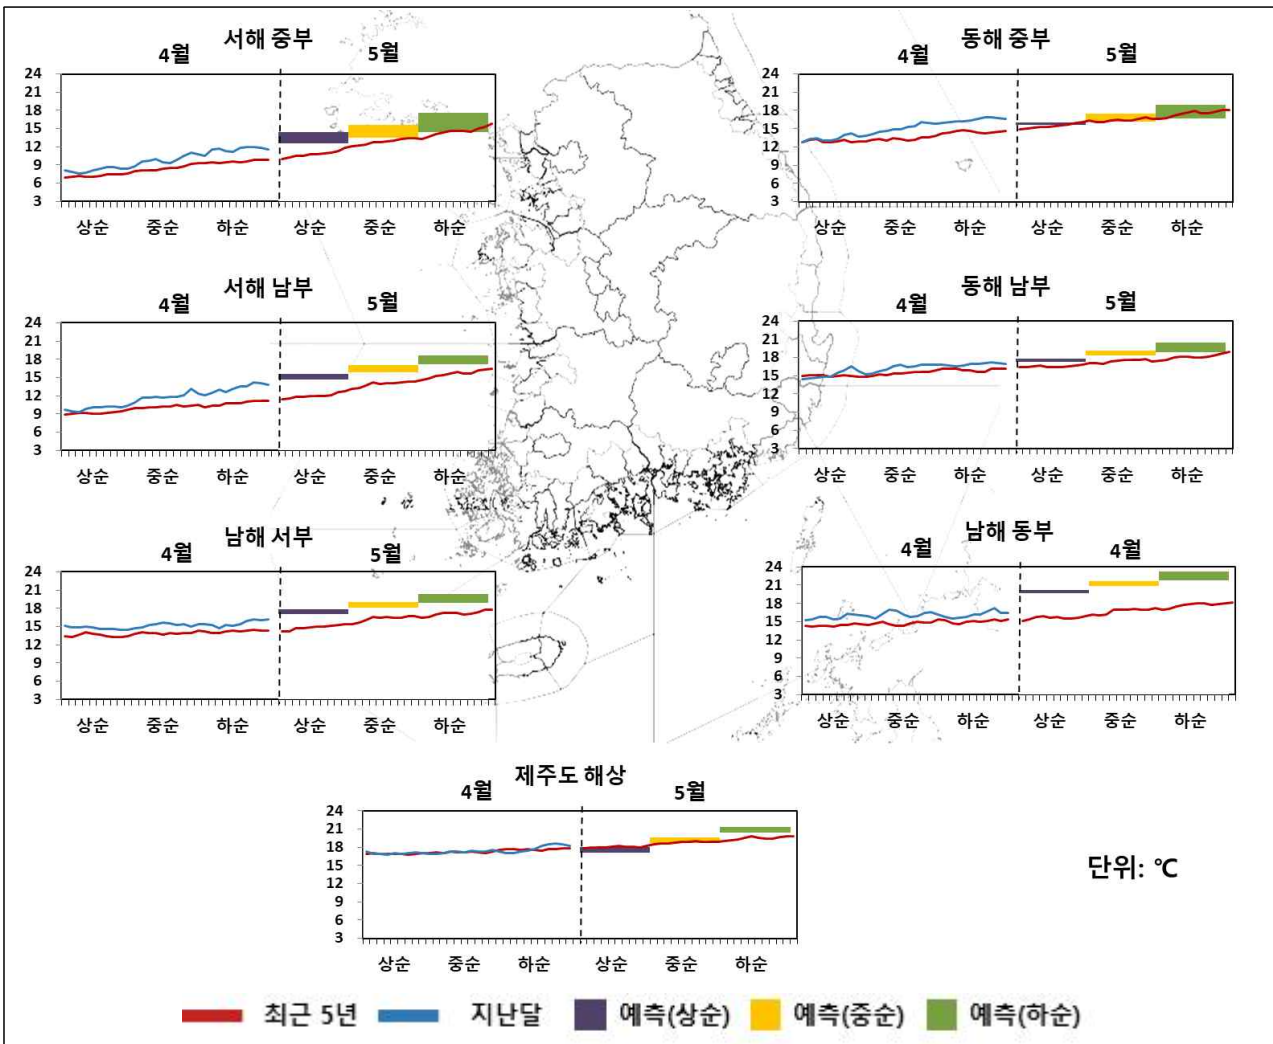 서해 중부
4월
5월
24
21
18
15
12
9
6
3
상순 중순 하순 상순 중순 하순
동해 중부
4월
5월
24
21
18
15
12
9
6
3
상순 중순 하순 상순 중순 하순
서해 남부
4월
5월
24
21
18
15
12
9
6
3
상순 중순 하순 상순 중순 하순
동해 남부
4월
5월
24
21
18
15
12
9
6
3
상순 중순 하순 상순 중순 하순
남해 서부
4월
5월
24
21
18
15
12
9
6
3
상순 중순 하순 상순 중순 하순
남해 동부
4월
4월
24
21
18
15
12
9
6
3
상순 중순 하순 상순 중순 하순
제주도 해상
4월
5월
24
21
18
15
12
9
6
3
상순 중순 하순 상순 중순 하순
단위: ℃
최근 5년 지난달 예측(상순) 예측(중순) 예측(하순)